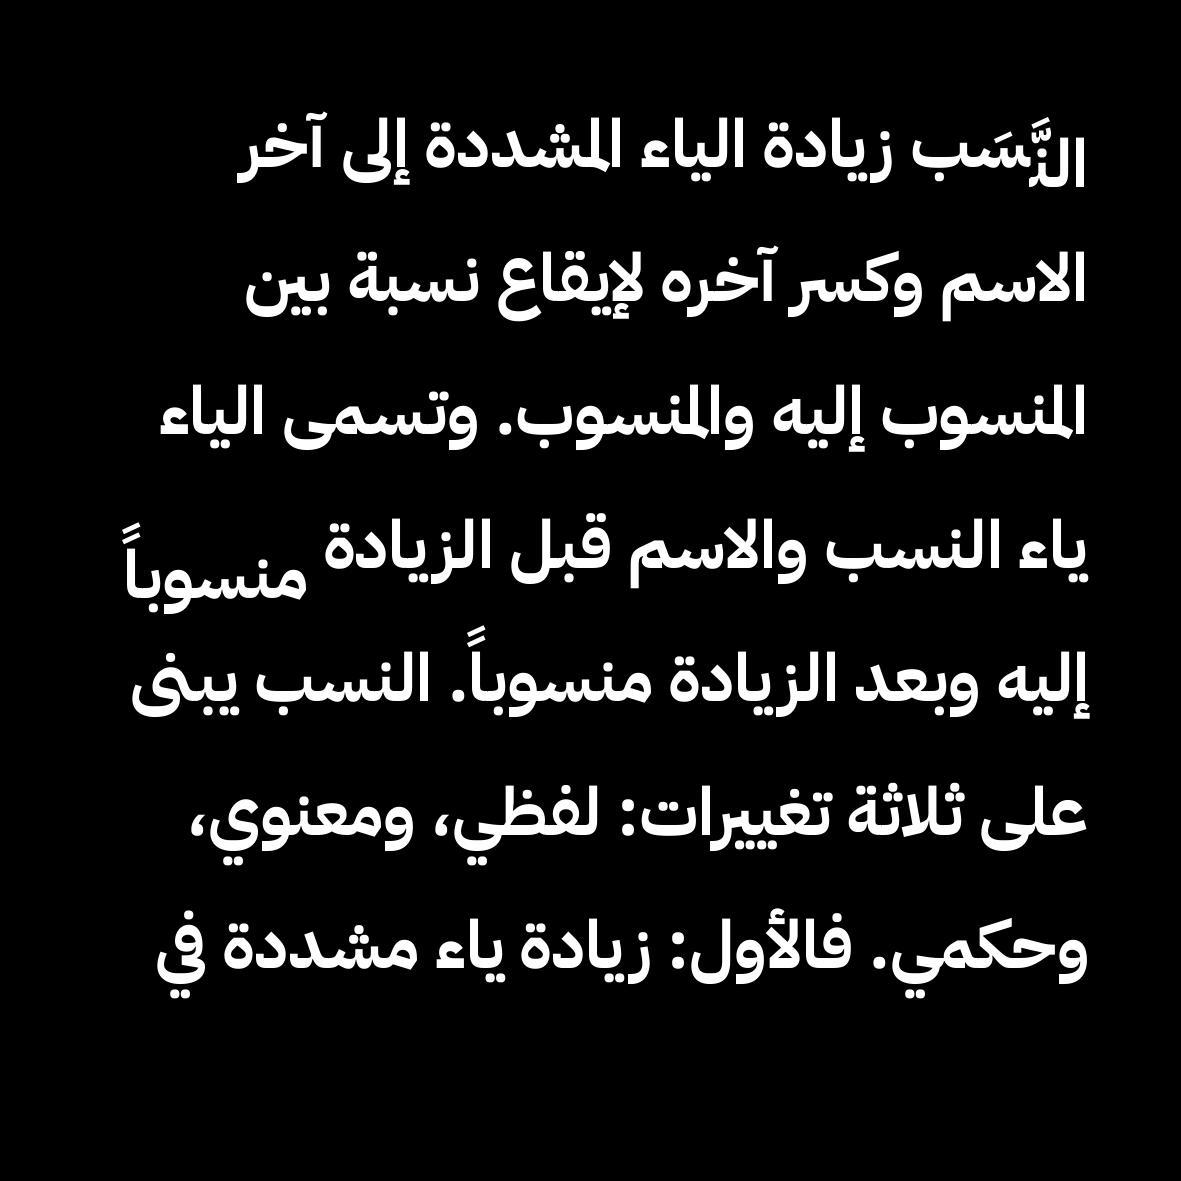 النَّسَب زيادة الياء المشددة إلى آخر
الاسم وكسر آخره لإيقاع نسبة بين
المنسوب إليه والمنسوب. وتسمى الياء
ياء النسب والاسم قبل الزيادة منسوباً
إليه وبعد الزيادة منسوباً. النسب يبنى
على ثلاثة تغييرات: لفظي، ومعنوي،
وحكمي. فالأول: زيادة ياء مشددة في